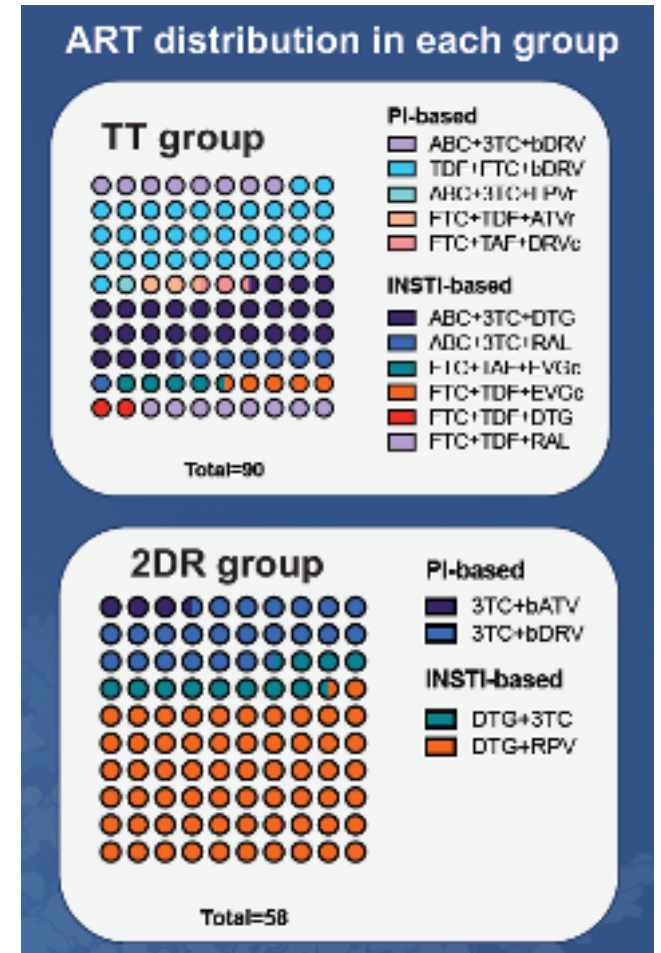 ART distribution in each group
TT group
PI-based
ABC+3TC+bDRV
TDF+FTC+bDRV
ABC+3TC+LPVr
FTC+TDF+ATVr
FTC+TAF+DRVc
INSTI-based
ABC+3TC+DTG
ABC+3TC+RAL
FTC+TAF+EVGc
FTC+TDF+EVGc
FTC+TDF+DTG
FTC+TDF+RAL
Total=90
2DR group
PI-based
3TC+bATV
3TC+bDRV
INSTI-based
DTG+3TC
DTG+RPV
Total=58